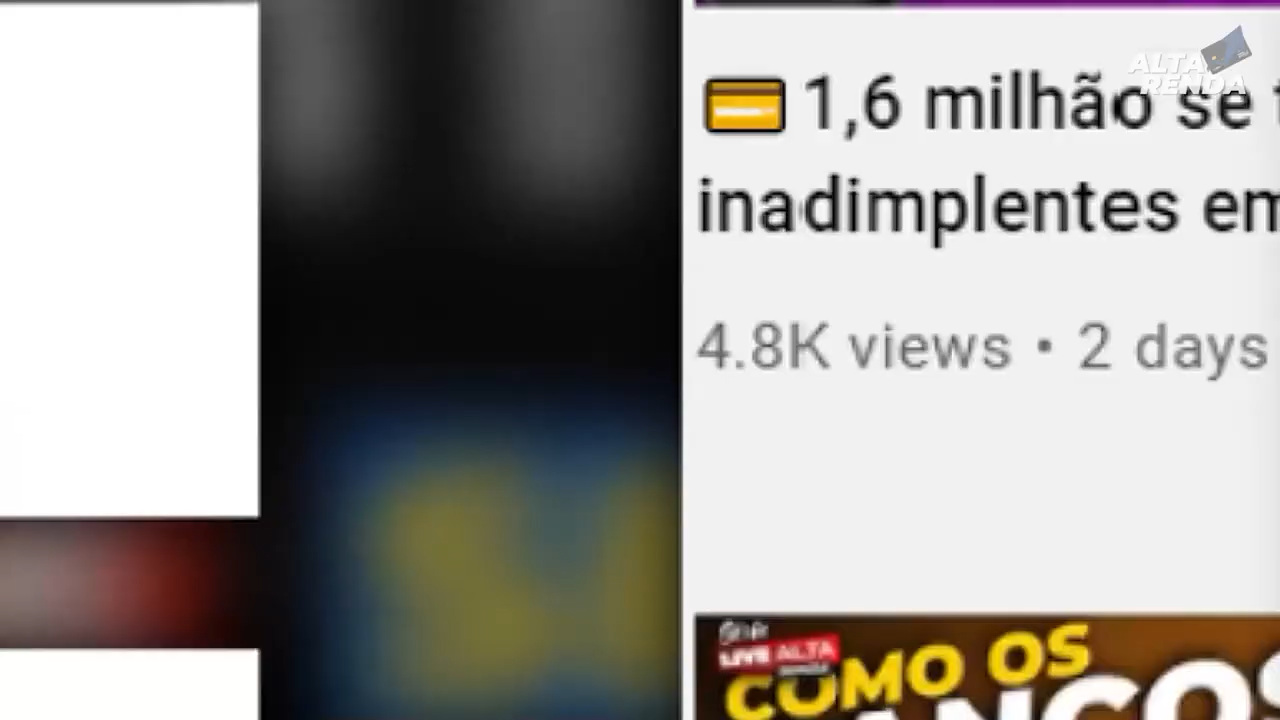 ALTA
RENDA
1,6 milhão se
inadimplentes em
4.8K views • 2 days
LIVE ALTA
COMO OS